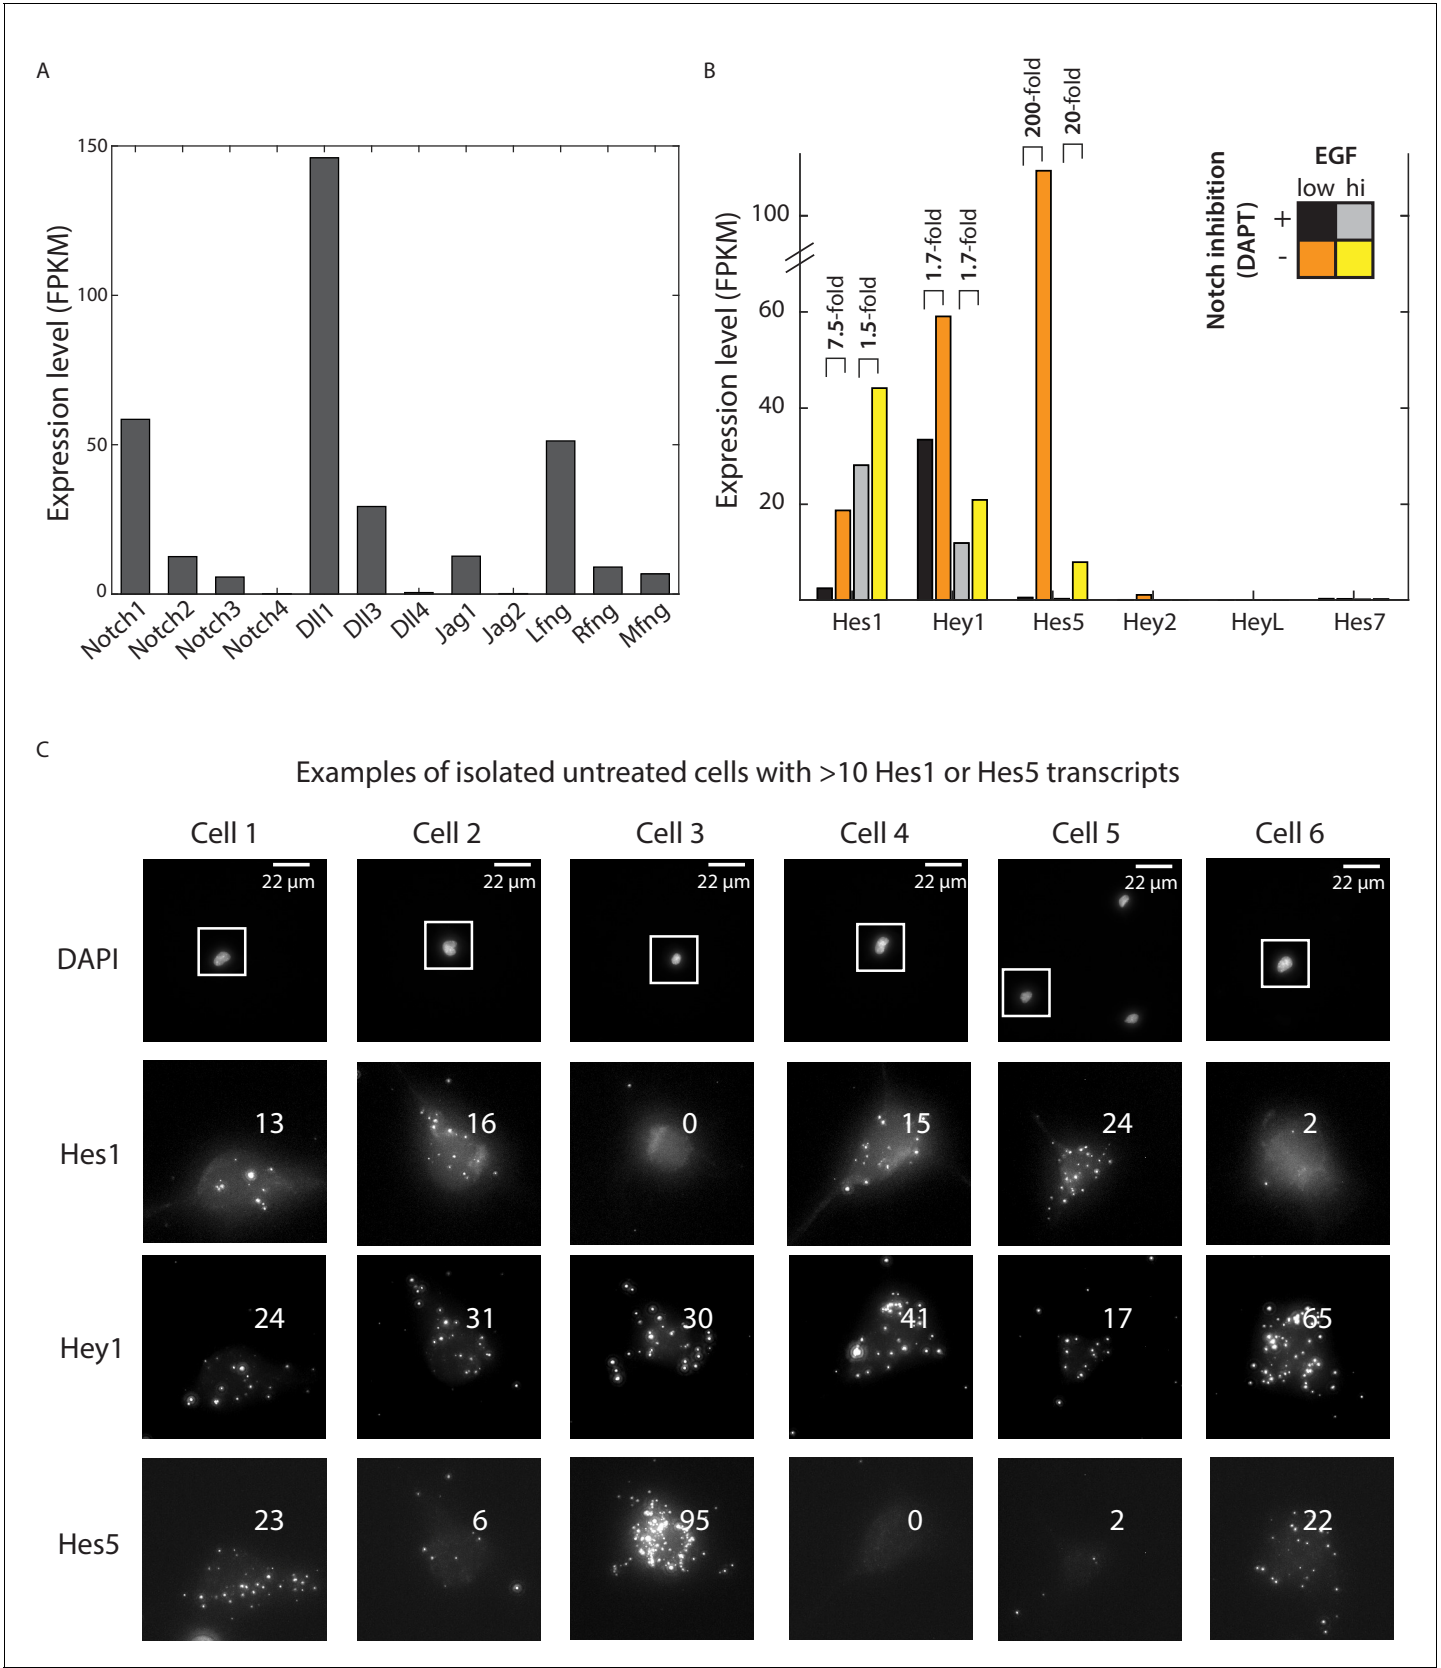 A
Expression level (FPKM)
150
100
50
0
Notch1
Notch2
Notch3
Notch4
Dll1
Dll3
Dll4
Jag1
Jag2
Lfng
Rfng
Mfng
B
Expression level (FPKM)
100
60
40
20
7.5-fold
1.5-fold
1.7-fold
1.7-fold
200-fold
20-fold
Notch inhibition
(DAPT)
EGF
low hi
+
-
Hes1
Hey1
Hes5
Hey2
HeyL
Hes7
C
Examples of isolated untreated cells with >10 Hes1 or Hes5 transcripts
Cell 1 Cell 2 Cell 3 Cell 4 Cell 5 Cell 6
22 µm 22 µm 22 µm 22 µm 22 µm 22 µm
DAPI
13 16 0 15 24 2
Hes1
24 31 30 41 17 65
Hey1
23 6 95 0 2 22
Hes5